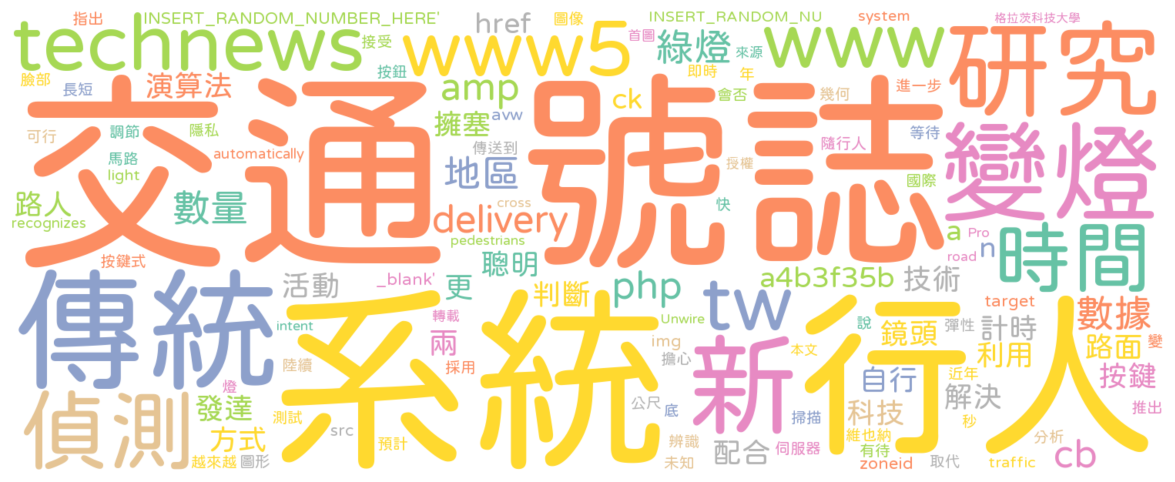 指出 INSERT_RANDOM_NUMBER_HERE' href 圖像 INSERT_RANDOM_NU system 格拉茨科技大學
technews 接受 www5 首圖 綠燈 來源 www 研究
臉部 長短 演算法 按鈕 amp ck 即時 年 會否 幾何 進一步
交通 號誌 變燈
可行 調節 隱私 擁塞 avw 隨行人 等待
馬路 automatically 傳送到 授權
light 地區 國際
路人 數量 delivery cross 快 a Pro
recognizes pedestrians n 時間
按鍵式 聰明 road
傳統 活動 _blank' 更 判斷 php tw a4b3f35b 技術
系統 轉載 Unwire 新 行人 target 數據
intent 兩 img 說 鏡頭 彈性 計時 變
陸續 採用 擔心 本文 利用 路面
偵測 燈 自行 近年 按鍵
發達 測試 公尺 底 掃描 科技 解決 推出
方式 src 辨識 配合 維也納 秒 分析
越來越 圖形 預計 未知 伺服器 有待 cb
zoneid 取代 traffic